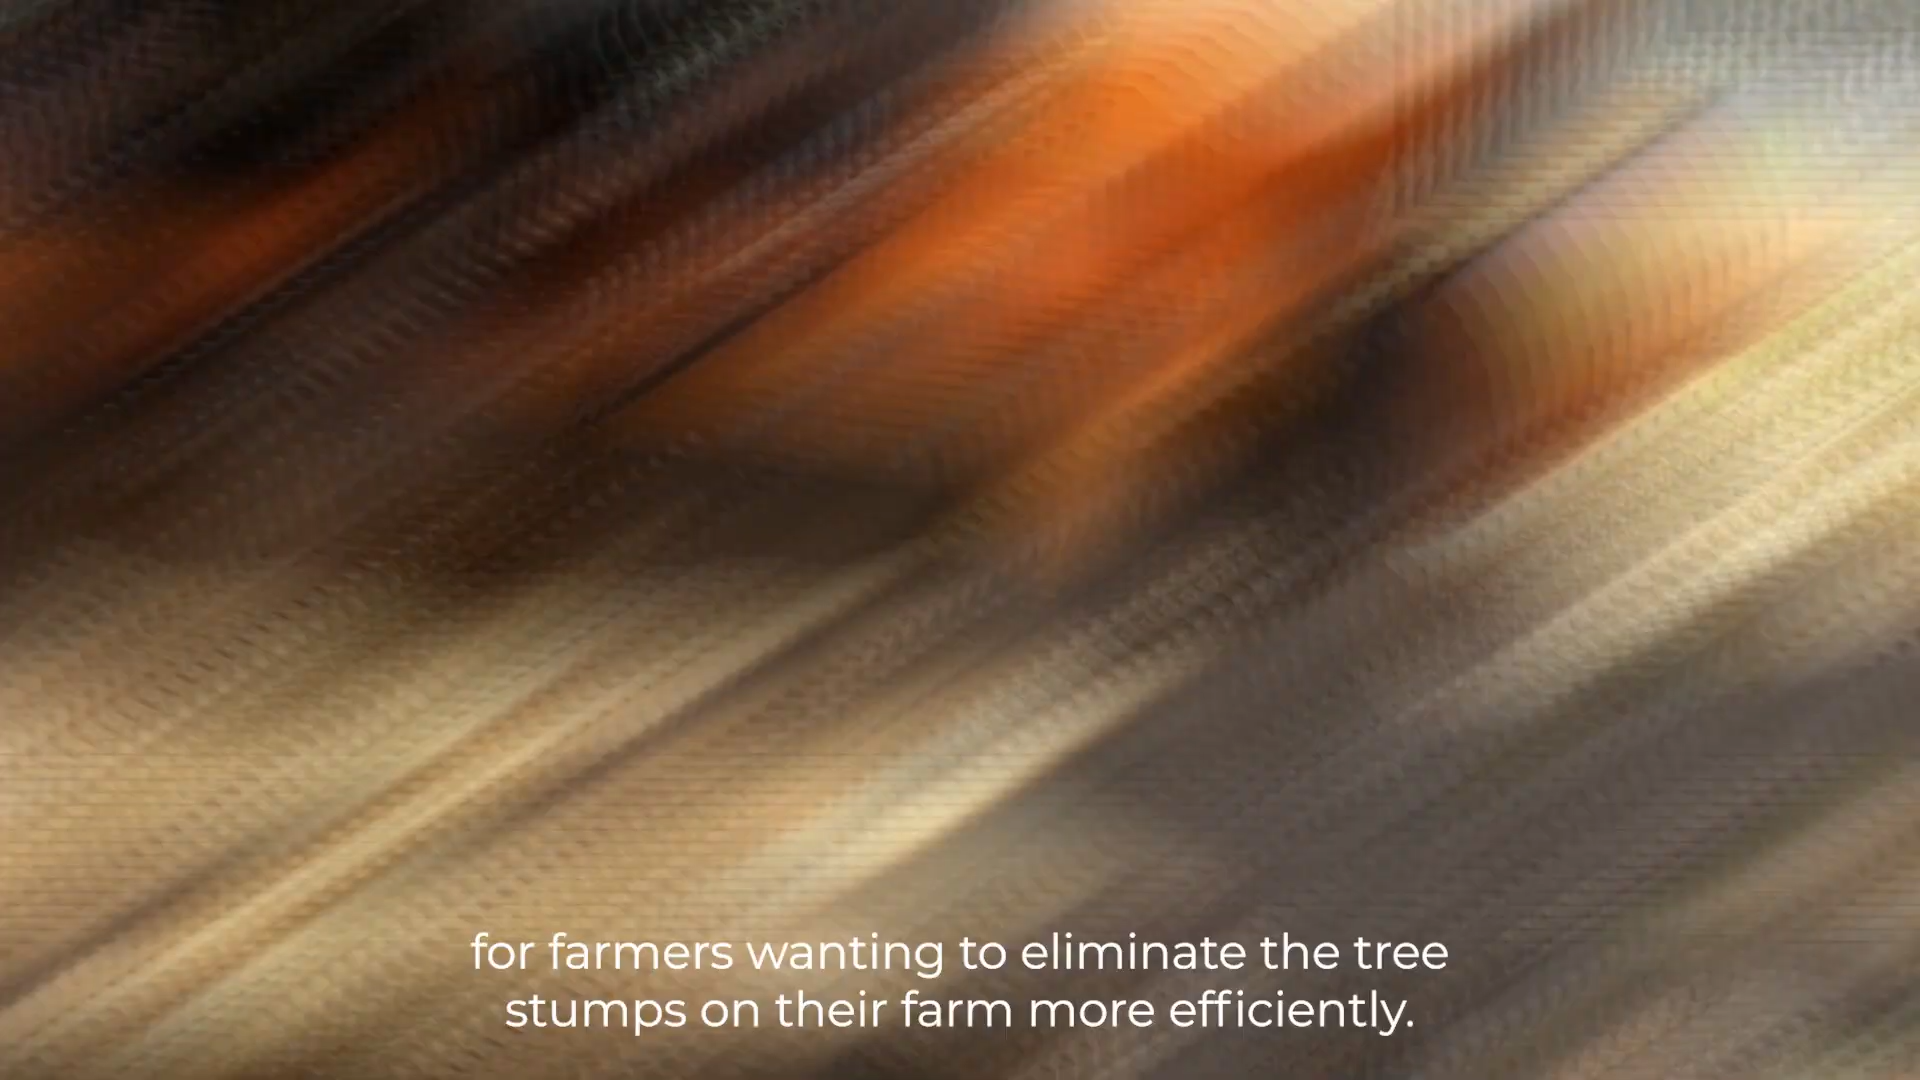 for farmers wanting to eliminate the tree
stumps on their farm more efficiently.